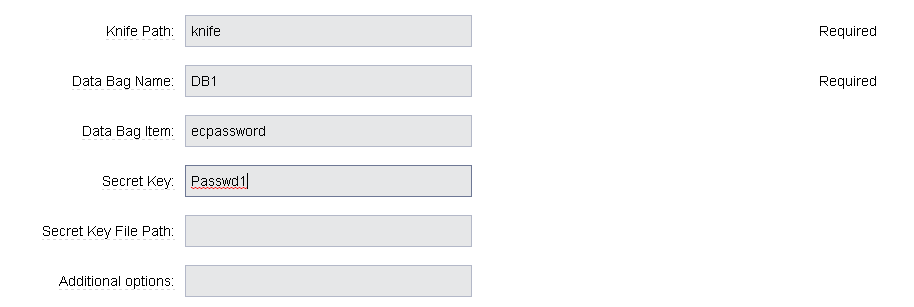 Knife Path: knife Required
Data Bag Name: DB1 Required
Data Bag Item: ecpassword
Secret Key: Passwd1
Secret Key File Path:
Additional options: